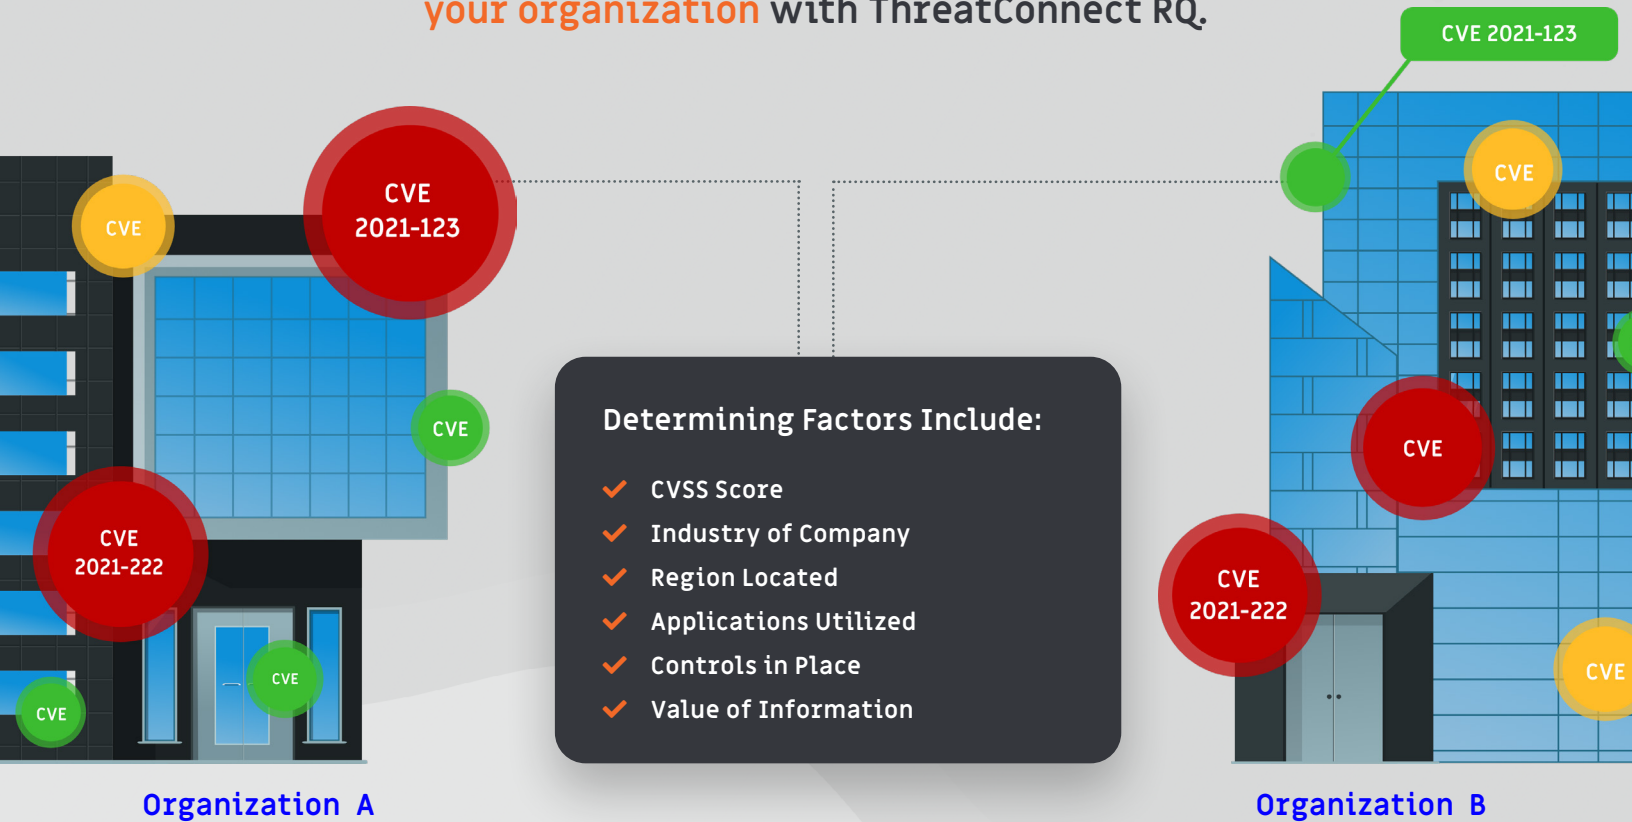 your organization with ThreatConnect RQ.
CVE 2021-123
CVE
CVE
2021-123
CVE
CVE
2021-222
CVE
CVE
Determining Factors Include:
CVSS Score
Industry of Company
Region Located
Applications Utilized
Controls in Place
Value of Information
CVE
CVE
CVE
2021-222
CVE
Organization A
Organization B